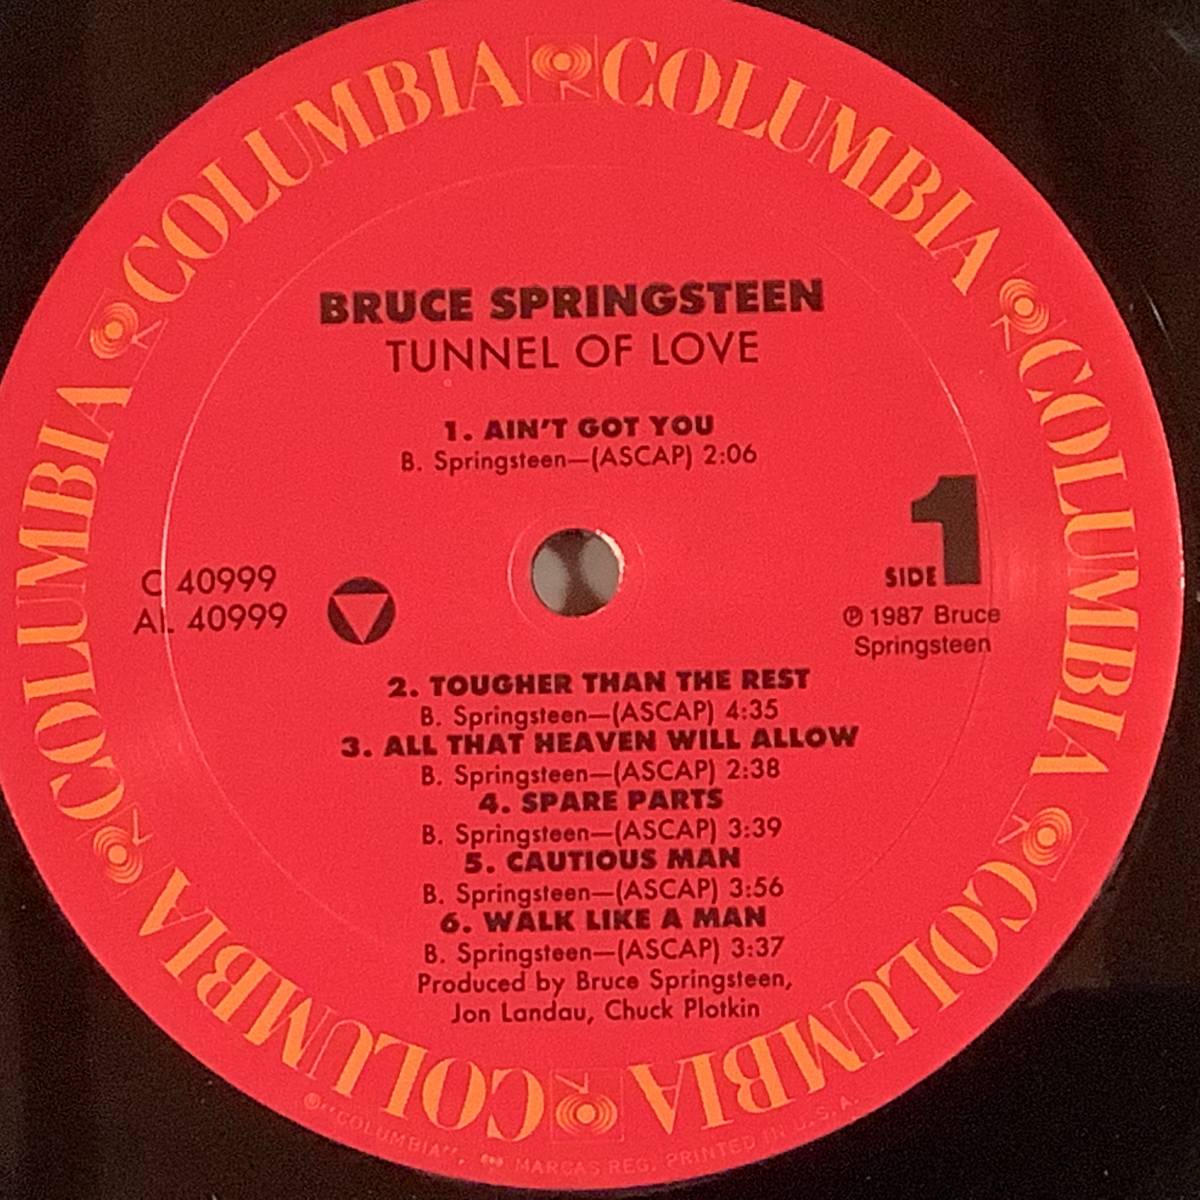 COLUMBIA COLUMBIA COLUMBIA COLUMBIA COLUMBIA COLUMBIA
BRUCE SPRINGSTEEN
TUNNEL OF LOVE
1. AIN'T GOT YOU
B. Springsteen—(ASCAP) 2:06
C 40999
AL 40999
1
SIDE
℗ 1987 Bruce
Springsteen
2. TOUGHER THAN THE REST
B. Springsteen—(ASCAP) 4:35
3. ALL THAT HEAVEN WILL ALLOW
B. Springsteen—(ASCAP) 2:38
4. SPARE PARTS
B. Springsteen—(ASCAP) 3:39
5. CAUTIOUS MAN
B. Springsteen—(ASCAP) 3:56
6. WALK LIKE A MAN
B. Springsteen—(ASCAP) 3:37
Produced by Bruce Springsteen,
Jon Landau, Chuck Plotkin
"COLUMBIA", MARCAS REG. PRINTED IN U.S.A.